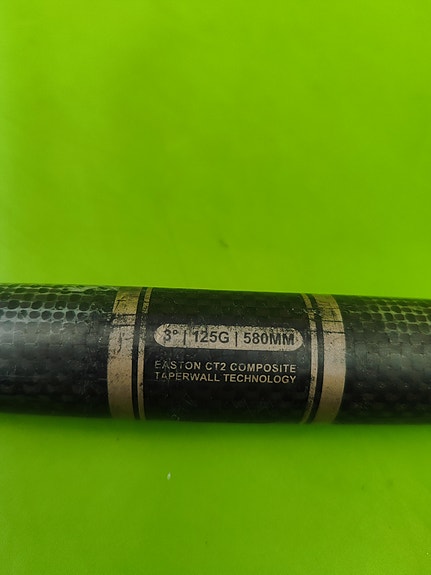 3° | 125G | 580MM
EASTON CT2 COMPOSITE
TAPERWALL TECHNOLOGY